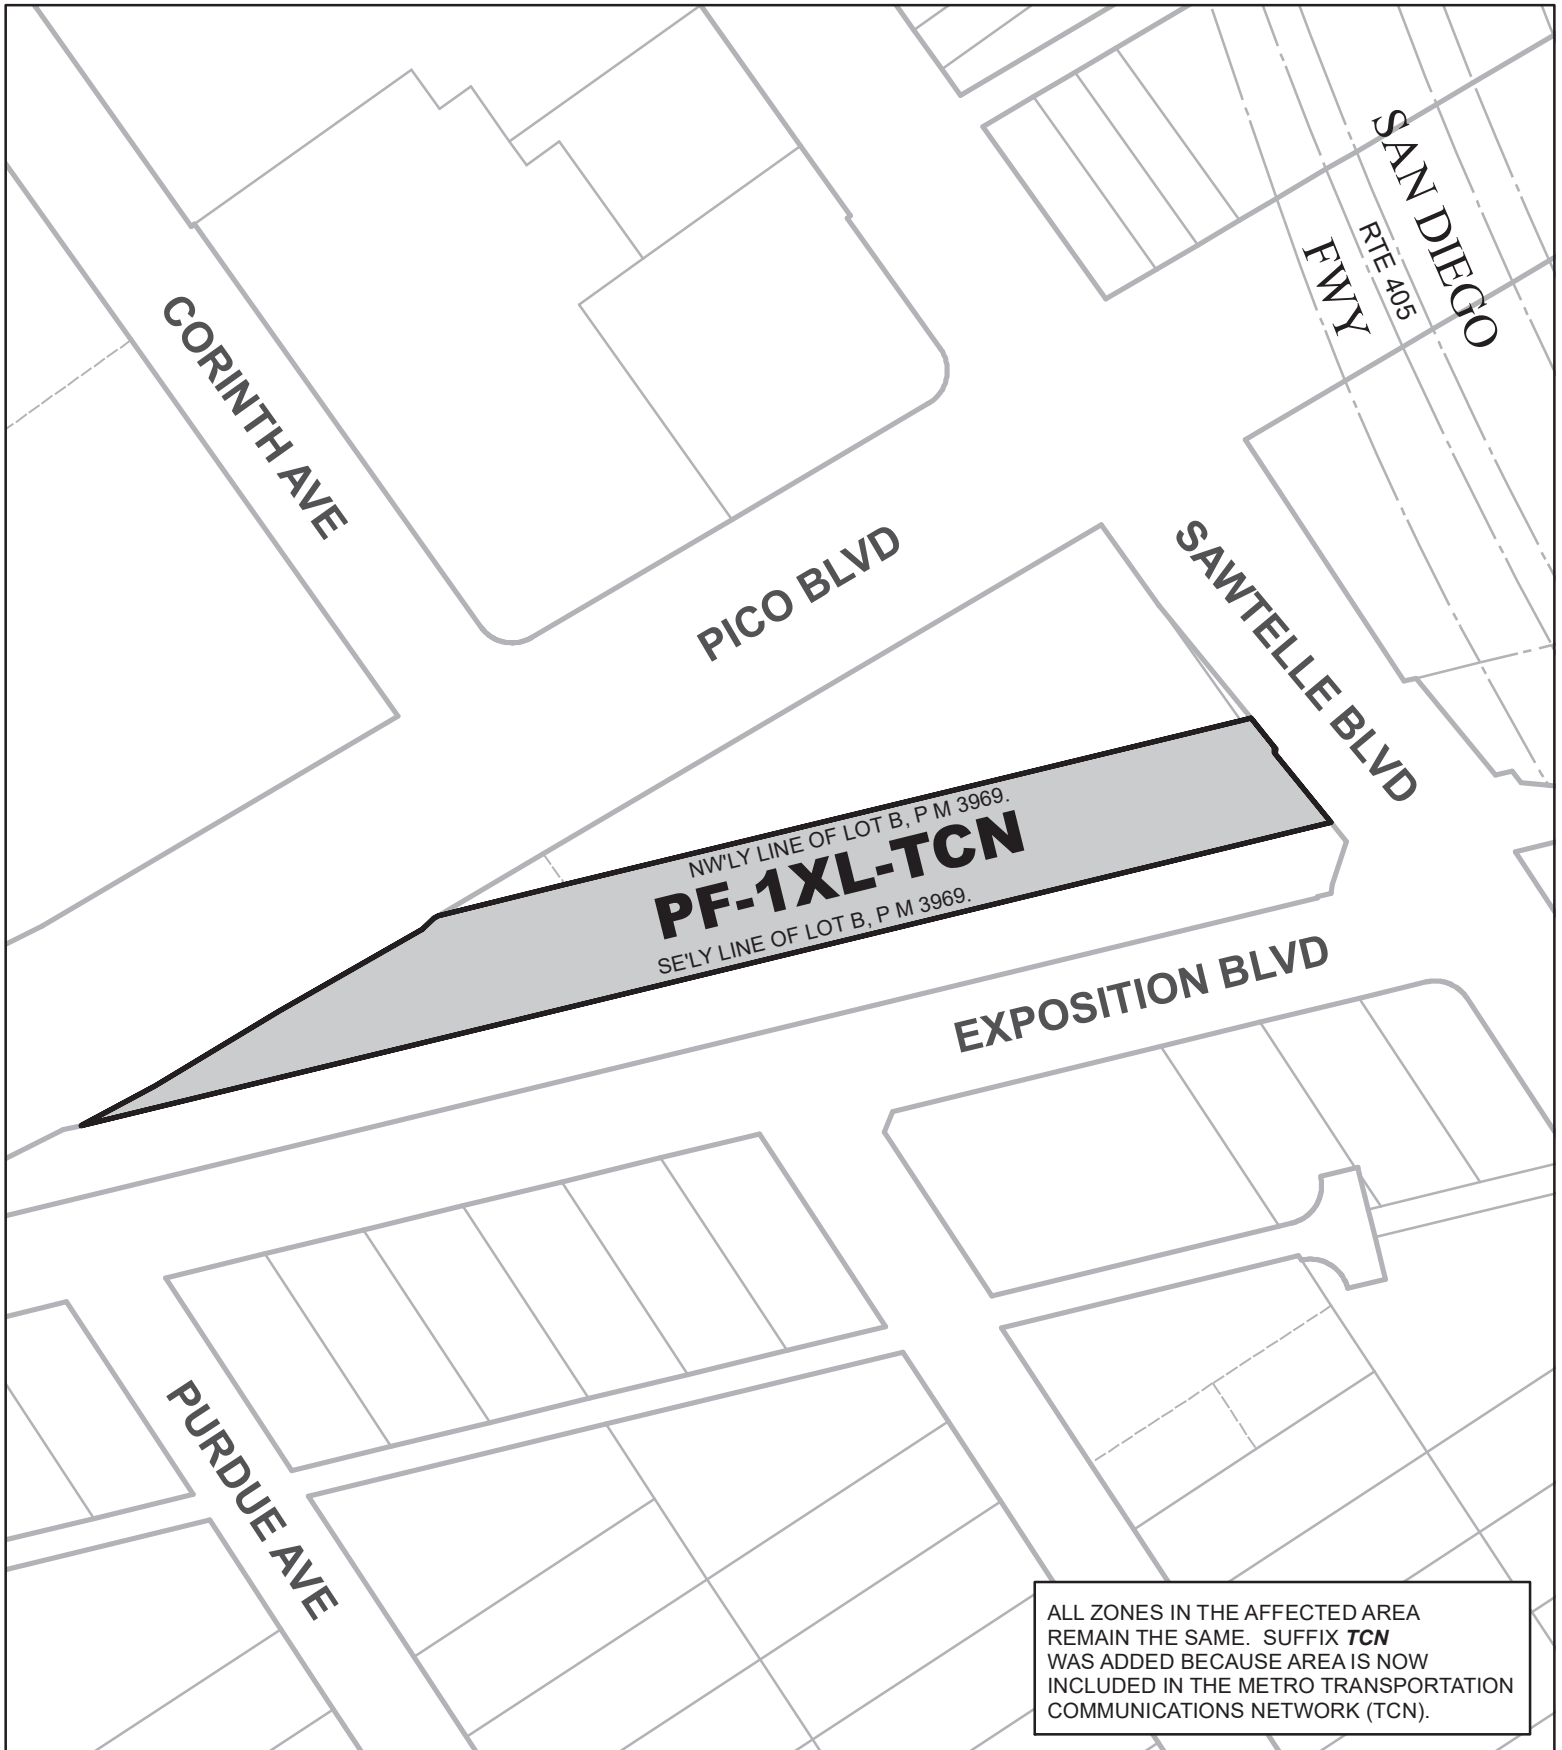 SAN DIEGO
RTE 405
FWY
CORINTH AVE
PICO BLVD
SAWTELLE BLVD
NW'LY LINE OF LOT B, P M 3969.
PF-1XL-TCN
SE'LY LINE OF LOT B, P M 3969.
EXPOSITION BLVD
PURDUE AVE
ALL ZONES IN THE AFFECTED AREA
REMAIN THE SAME. SUFFIX TCN
WAS ADDED BECAUSE AREA IS NOW
INCLUDED IN THE METRO TRANSPORTATION
COMMUNICATIONS NETWORK (TCN).